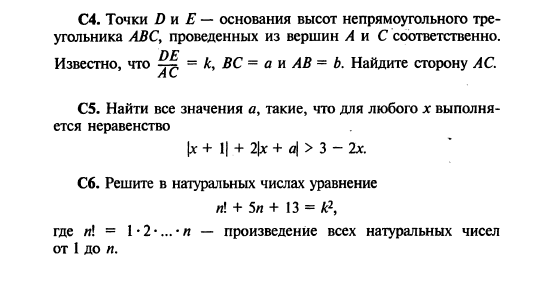 С4. Точки D и E — основания высот непрямоугольного тре-
угольника ABC, проведенных из вершин A и C соответственно.
Известно, что DE/AC = k, BC = a и AB = b. Найдите сторону AC.
С5. Найти все значения a, такие, что для любого x выполня-
ется неравенство
|x + 1| + 2|x + a| > 3 − 2x.
С6. Решите в натуральных числах уравнение
n! + 5n + 13 = k²,
где n! = 1·2·...·n — произведение всех натуральных чисел
от 1 до n.